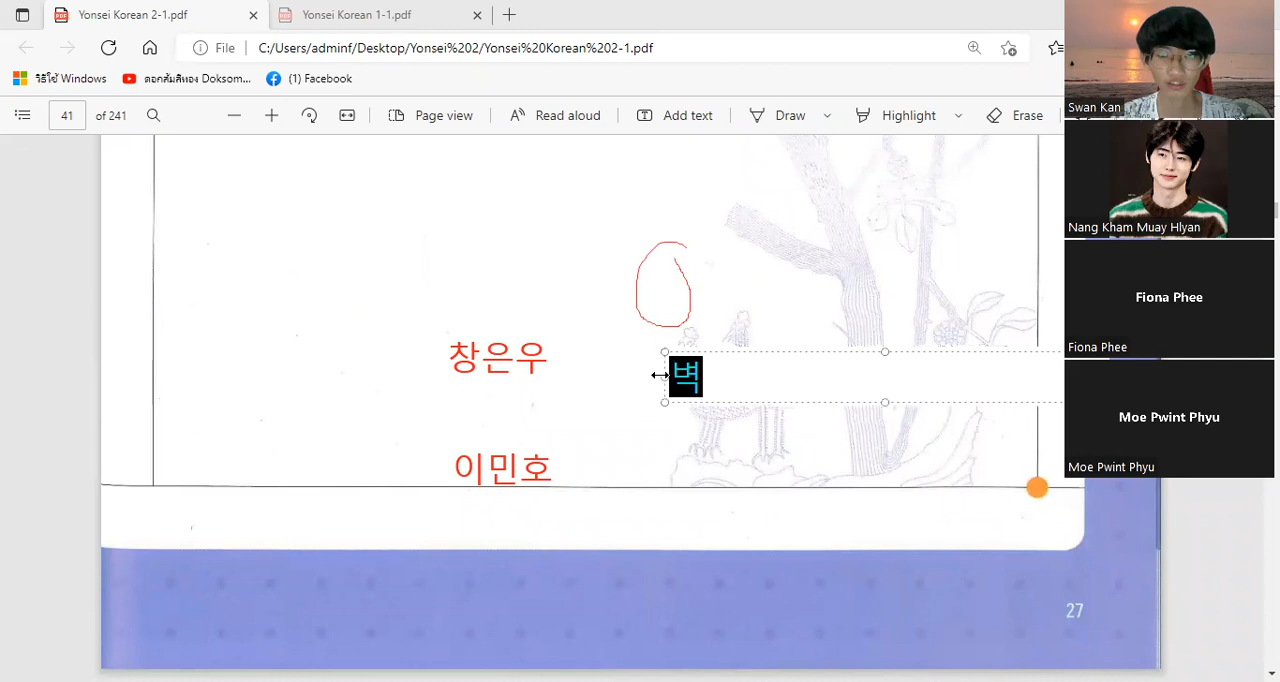 Yonsei Korean 2-1.pdf
Yonsei Korean 1-1.pdf
File
C:/Users/adminf/Desktop/Yonsei%202/Yonsei%20Korean%202-1.pdf
วิธีใช้ Windows
ดอกส้มสีทอง Doksom...
(1) Facebook
41
of 241
Page view
Read aloud
Add text
Draw
Highlight
Erase
Swan Kan
Nang Kham Muay Hlyan
Fiona Phee
Fiona Phee
Moe Pwint Phyu
Moe Pwint Phyu
창은우
벽
이민호
27